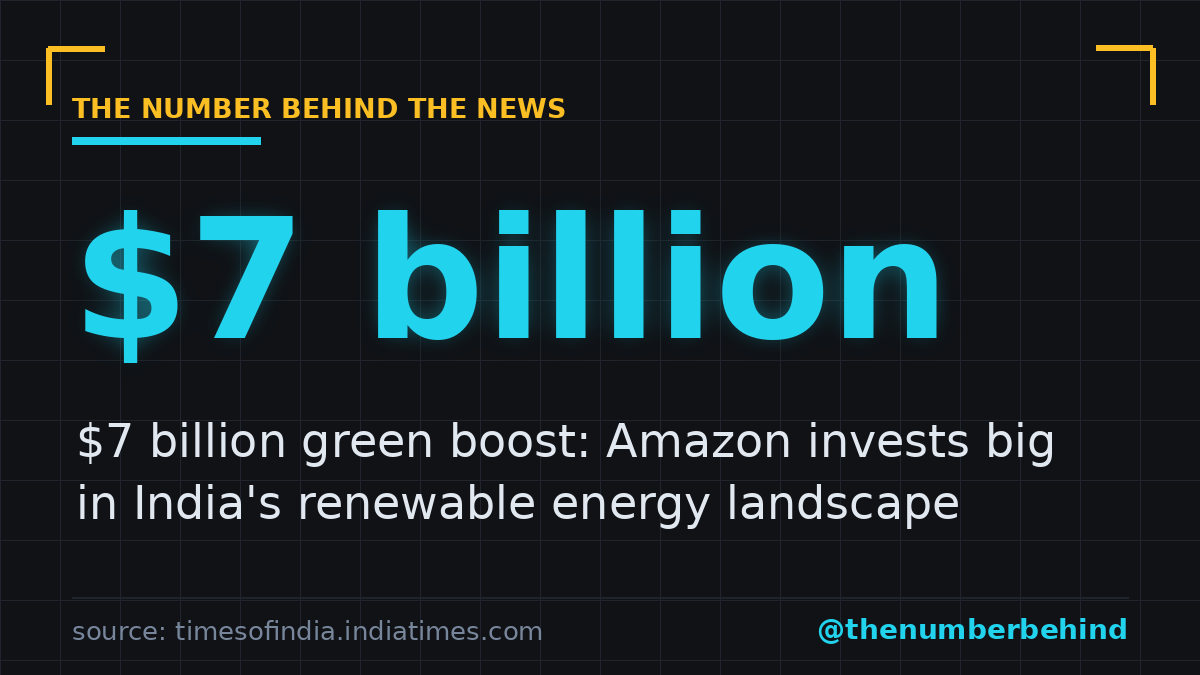 THE NUMBER BEHIND THE NEWS
$7 billion
$7 billion green boost: Amazon invests big
in India's renewable energy landscape
source: timesofindia.indiatimes.com
@thenumberbehind